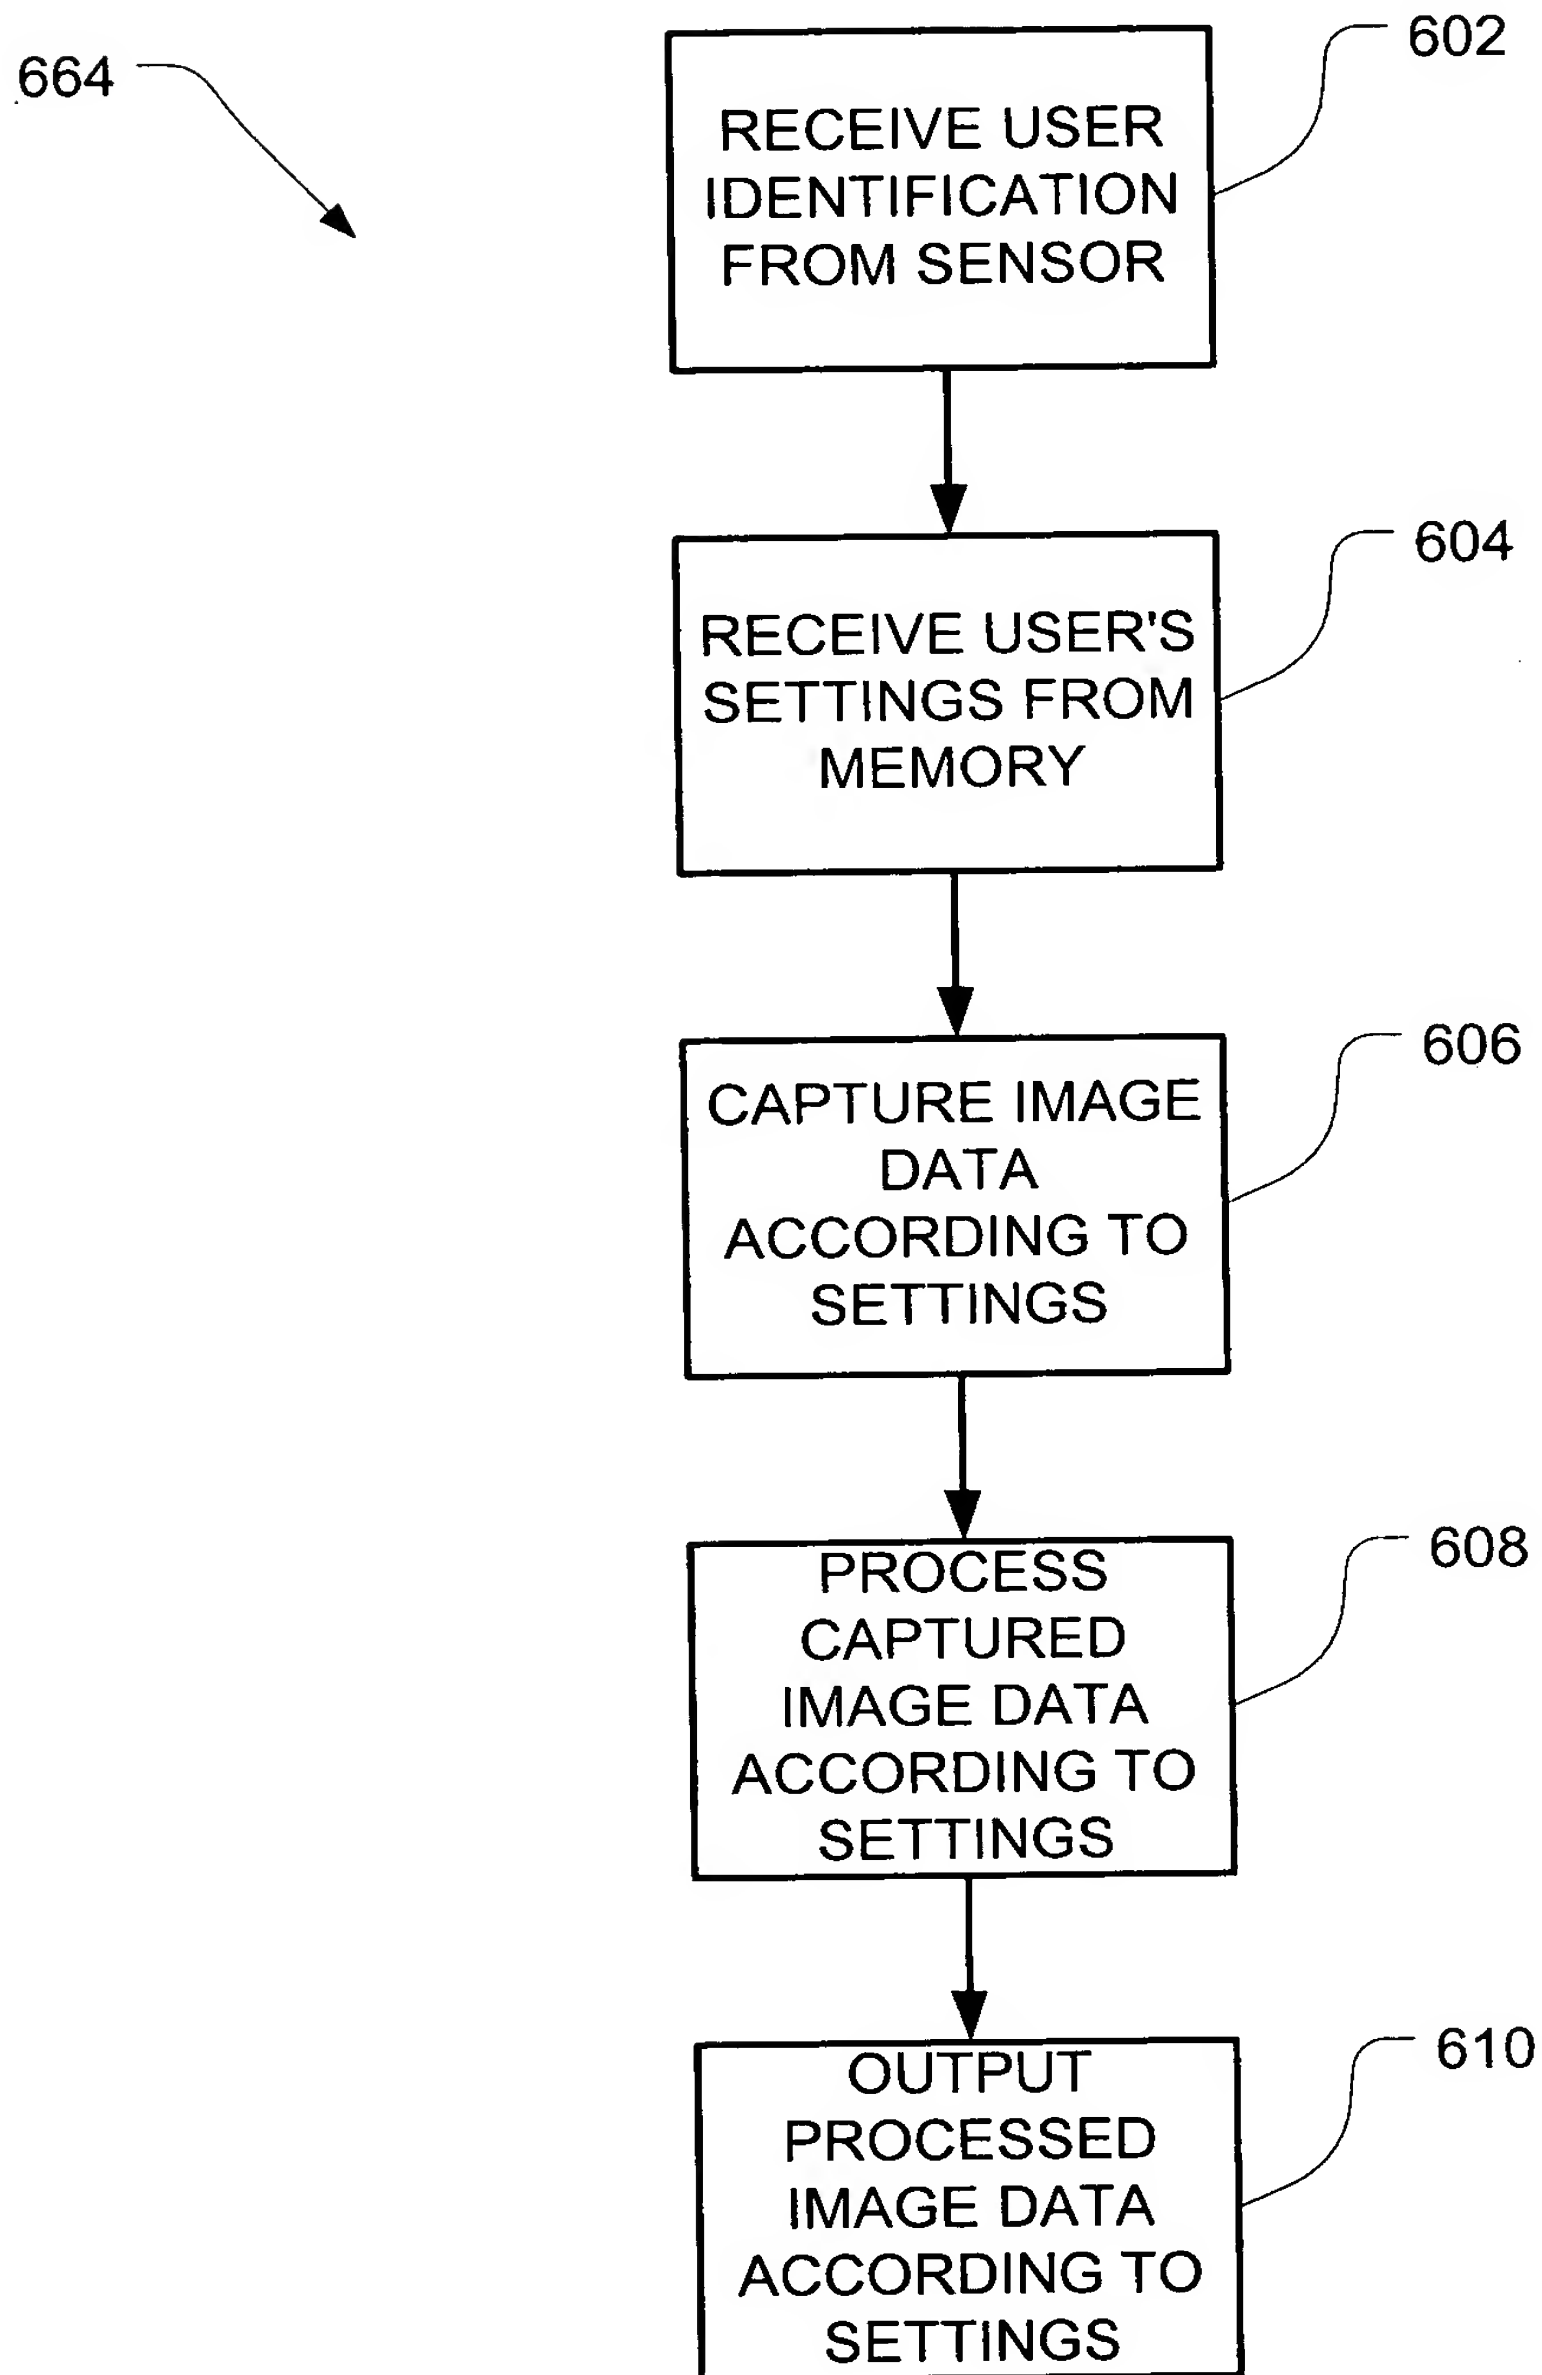 664
602
RECEIVE USER
IDENTIFICATION
FROM SENSOR
604
RECEIVE USER'S
SETTINGS FROM
MEMORY
606
CAPTURE IMAGE
DATA
ACCORDING TO
SETTINGS
608
PROCESS
CAPTURED
IMAGE DATA
ACCORDING TO
SETTINGS
610
OUTPUT
PROCESSED
IMAGE DATA
ACCORDING TO
SETTINGS